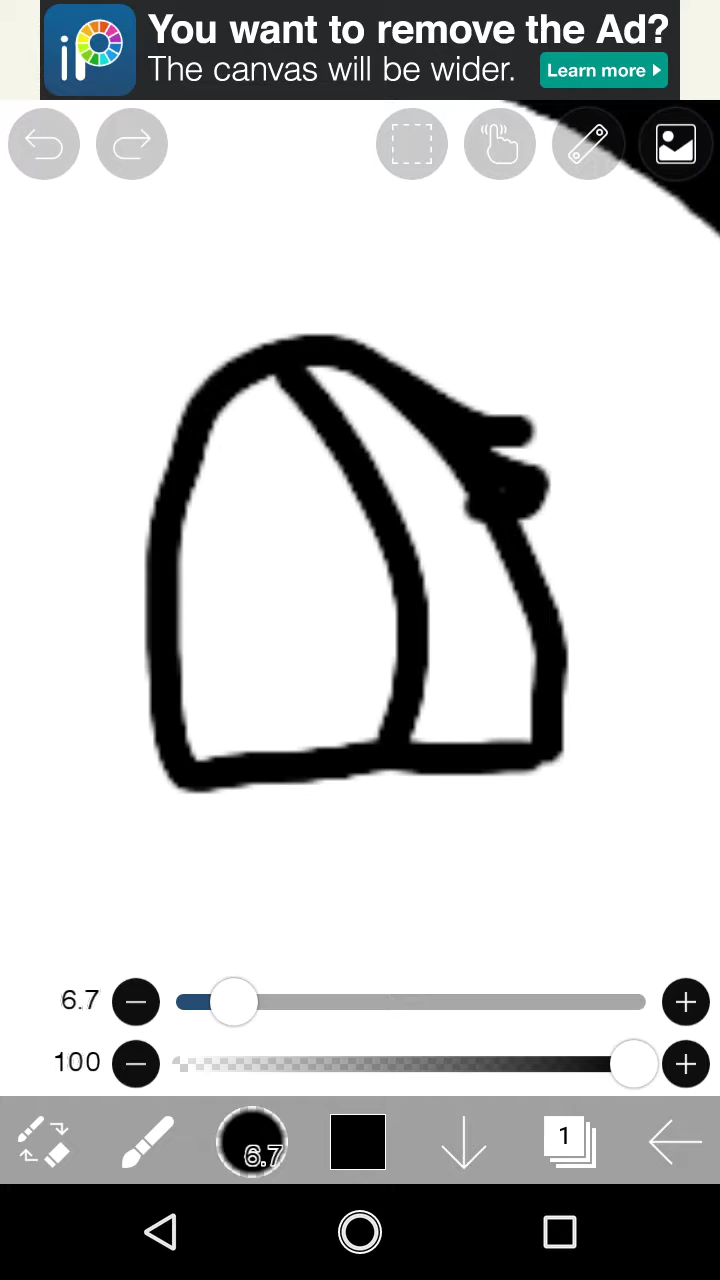 iP
You want to remove the Ad?
The canvas will be wider.
Learn more
6.7
100
6.7
1